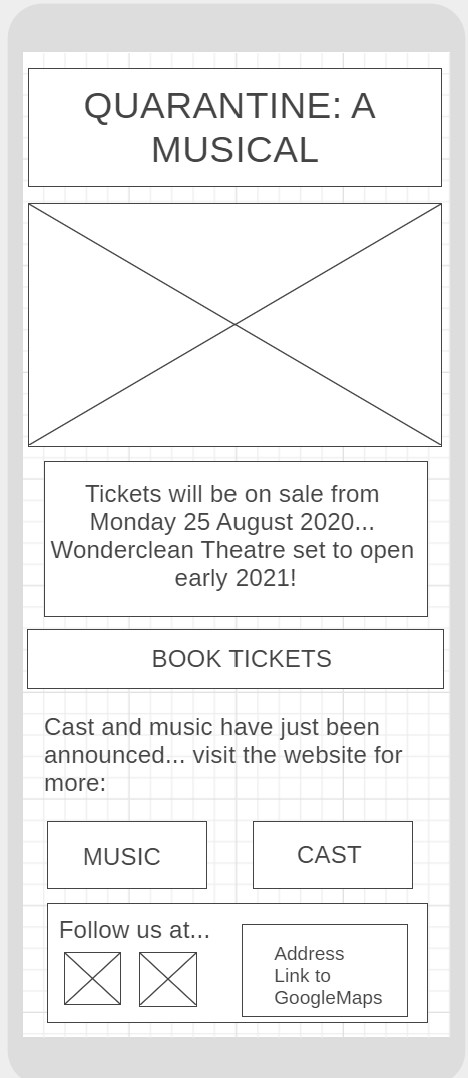 QUARANTINE: A
MUSICAL
Tickets will be on sale from
Monday 25 August 2020...
Wonderclean Theatre set to open
early 2021!
BOOK TICKETS
Cast and music have just been
announced... visit the website for
more:
MUSIC
CAST
Follow us at...
Address
Link to
GoogleMaps